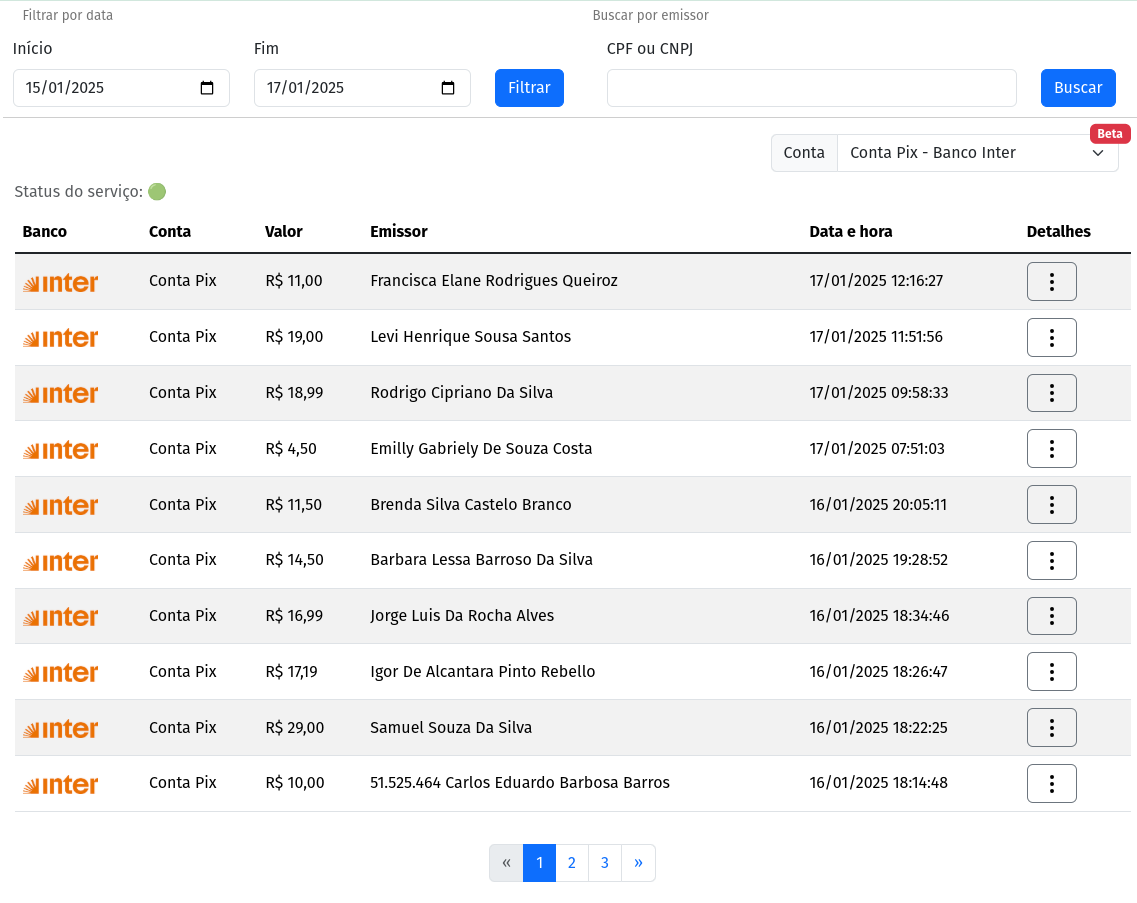 Filtrar por data Buscar por emissor
Início Fim CPF ou CNPJ
15/01/2025 17/01/2025 Filtrar Buscar
Beta
Conta Conta Pix - Banco Inter
Status do serviço:
Banco Conta Valor Emissor Data e hora Detalhes
inter Conta Pix R$ 11,00 Francisca Elane Rodrigues Queiroz 17/01/2025 12:16:27
inter Conta Pix R$ 19,00 Levi Henrique Sousa Santos 17/01/2025 11:51:56
inter Conta Pix R$ 18,99 Rodrigo Cipriano Da Silva 17/01/2025 09:58:33
inter Conta Pix R$ 4,50 Emilly Gabriely De Souza Costa 17/01/2025 07:51:03
inter Conta Pix R$ 11,50 Brenda Silva Castelo Branco 16/01/2025 20:05:11
inter Conta Pix R$ 14,50 Barbara Lessa Barroso Da Silva 16/01/2025 19:28:52
inter Conta Pix R$ 16,99 Jorge Luis Da Rocha Alves 16/01/2025 18:34:46
inter Conta Pix R$ 17,19 Igor De Alcantara Pinto Rebello 16/01/2025 18:26:47
inter Conta Pix R$ 29,00 Samuel Souza Da Silva 16/01/2025 18:22:25
inter Conta Pix R$ 10,00 51.525.464 Carlos Eduardo Barbosa Barros 16/01/2025 18:14:48
« 1 2 3 »